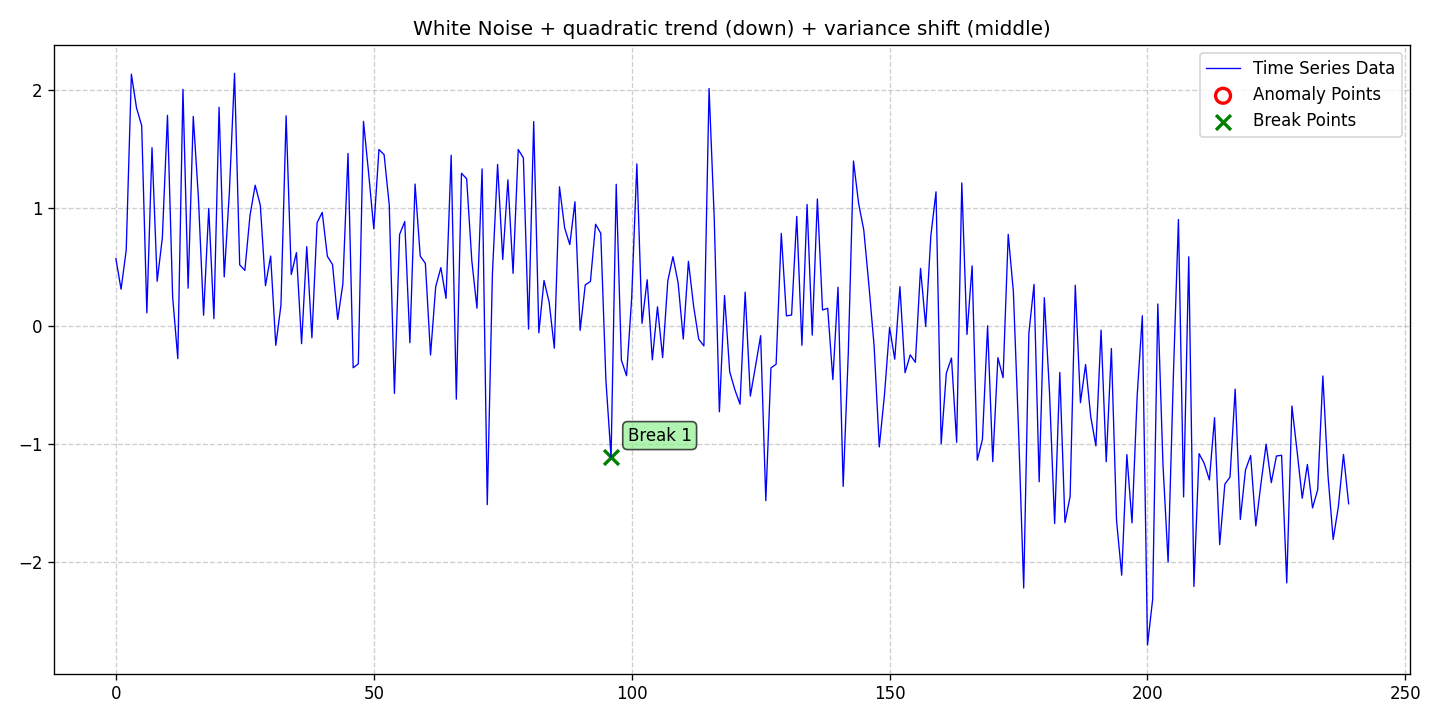 White Noise + quadratic trend (down) + variance shift (middle)
Time Series Data
Anomaly Points
Break Points
Break 1
2
1
0
−1
−2
0
50
100
150
200
250